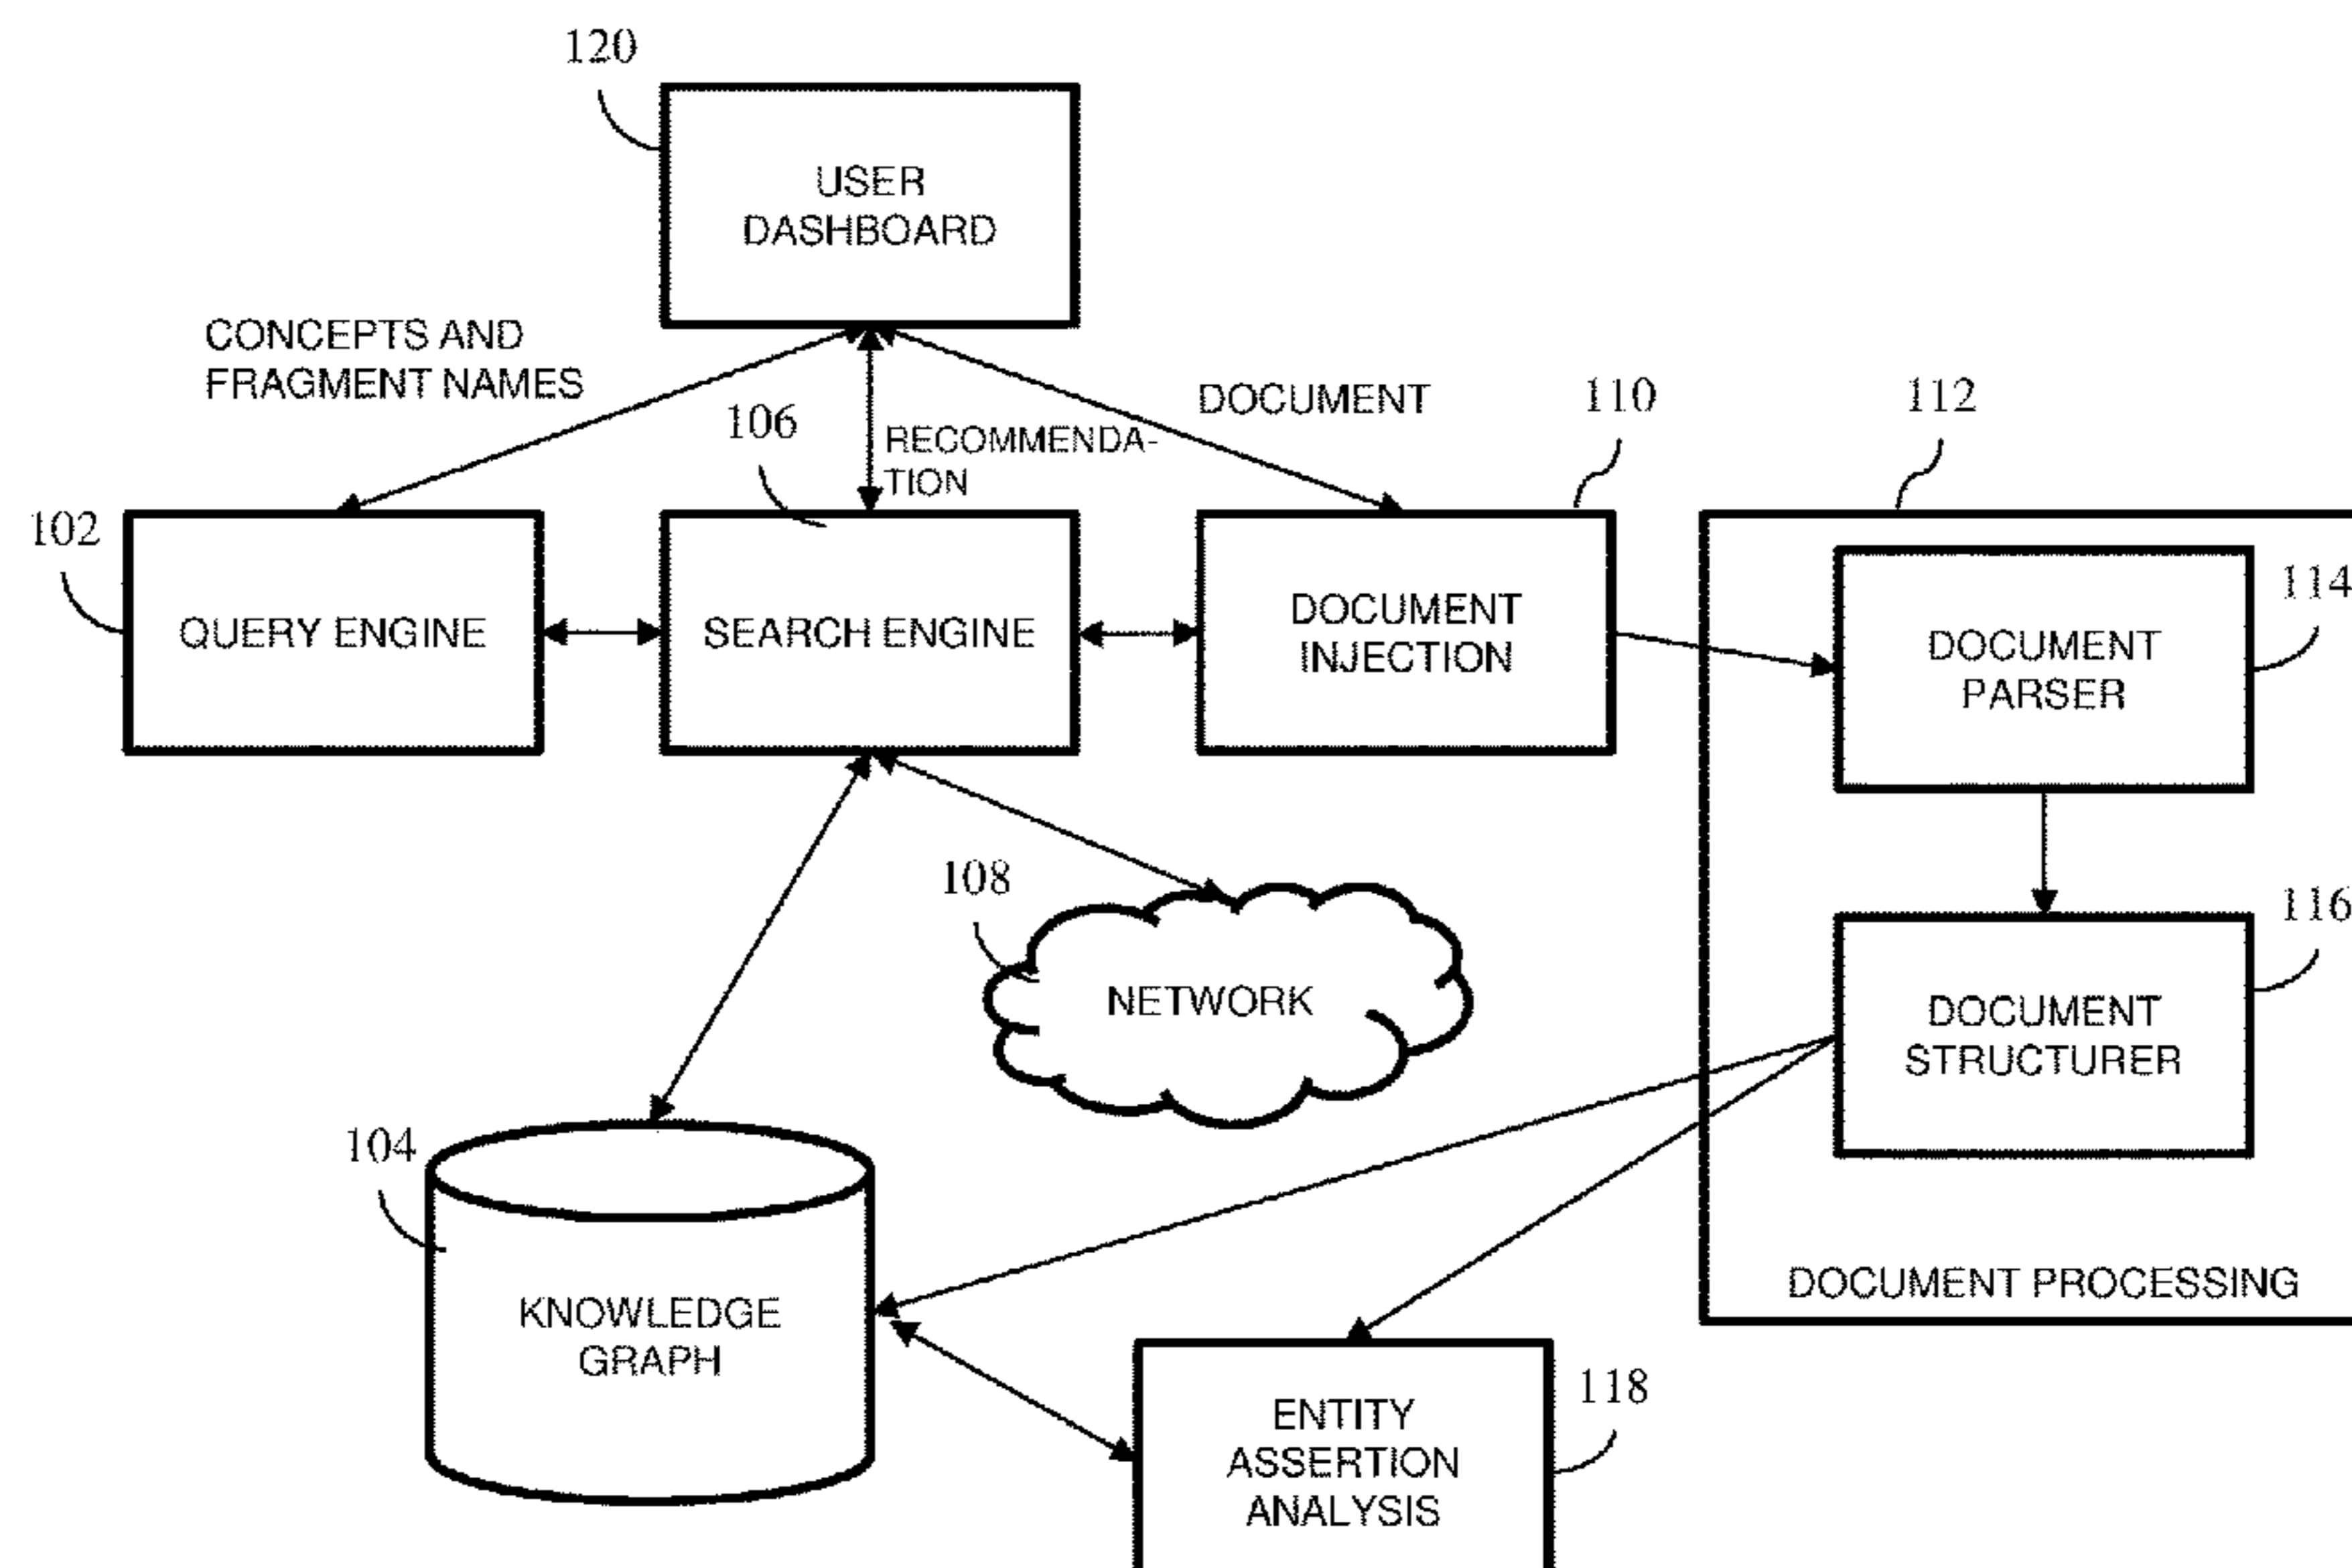 120
USER
DASHBOARD
CONCEPTS AND
FRAGMENT NAMES
106
RECOMMENDA-
TION
DOCUMENT
110
112
102
QUERY ENGINE
SEARCH ENGINE
DOCUMENT
INJECTION
114
DOCUMENT
PARSER
108
NETWORK
116
DOCUMENT
STRUCTURER
104
KNOWLEDGE
GRAPH
DOCUMENT PROCESSING
118
ENTITY
ASSERTION
ANALYSIS